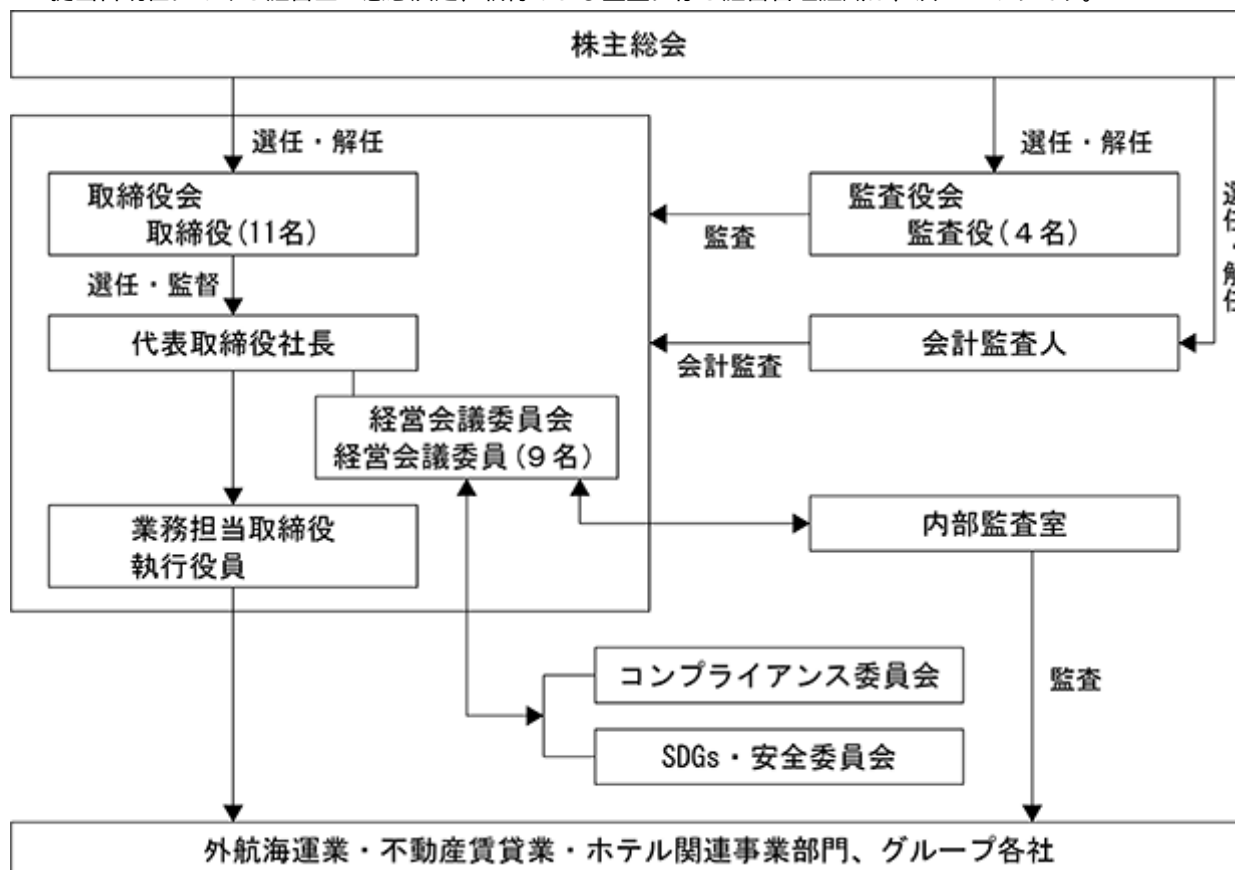 株主総会
選任・解任
選任・解任
選任・解任
取締役会
取締役(11名)
監査役会
監査役(4名)
監査
選任・監督
代表取締役社長
会計監査人
会計監査
経営会議委員会
経営会議委員(9名)
業務担当取締役
執行役員
内部監査室
コンプライアンス委員会
監査
SDGs・安全委員会
外航海運業・不動産賃貸業・ホテル関連事業部門、グループ各社